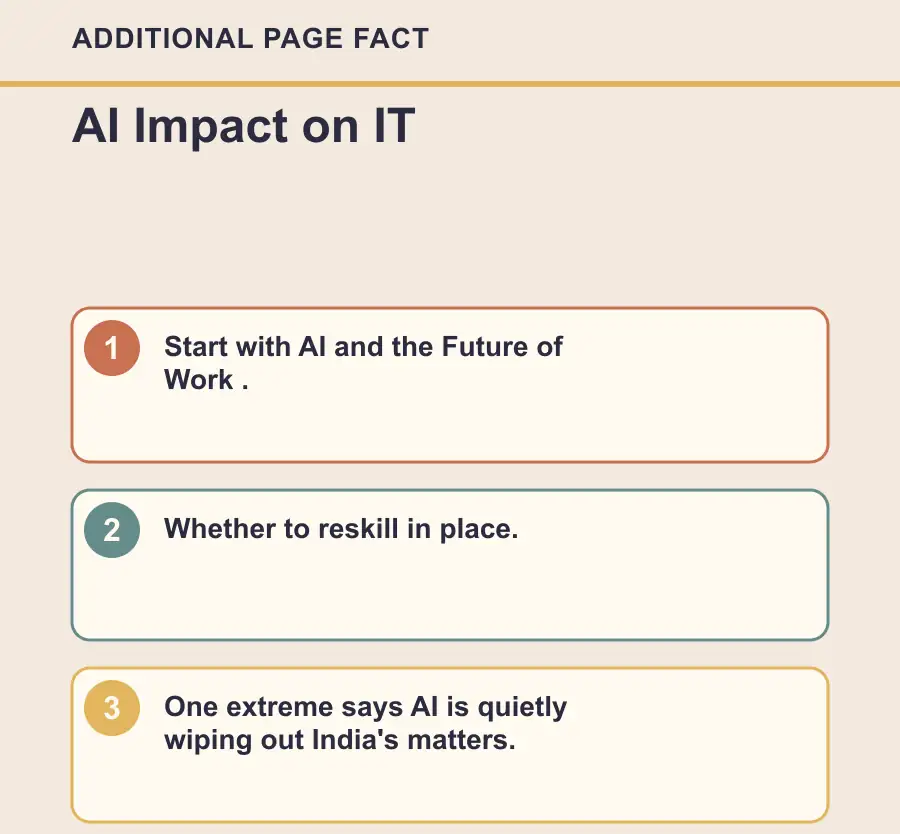 ADDITIONAL PAGE FACT
AI Impact on IT
1
Start with AI and the Future of
Work .
2
Whether to reskill in place.
3
One extreme says AI is quietly
wiping out India's matters.